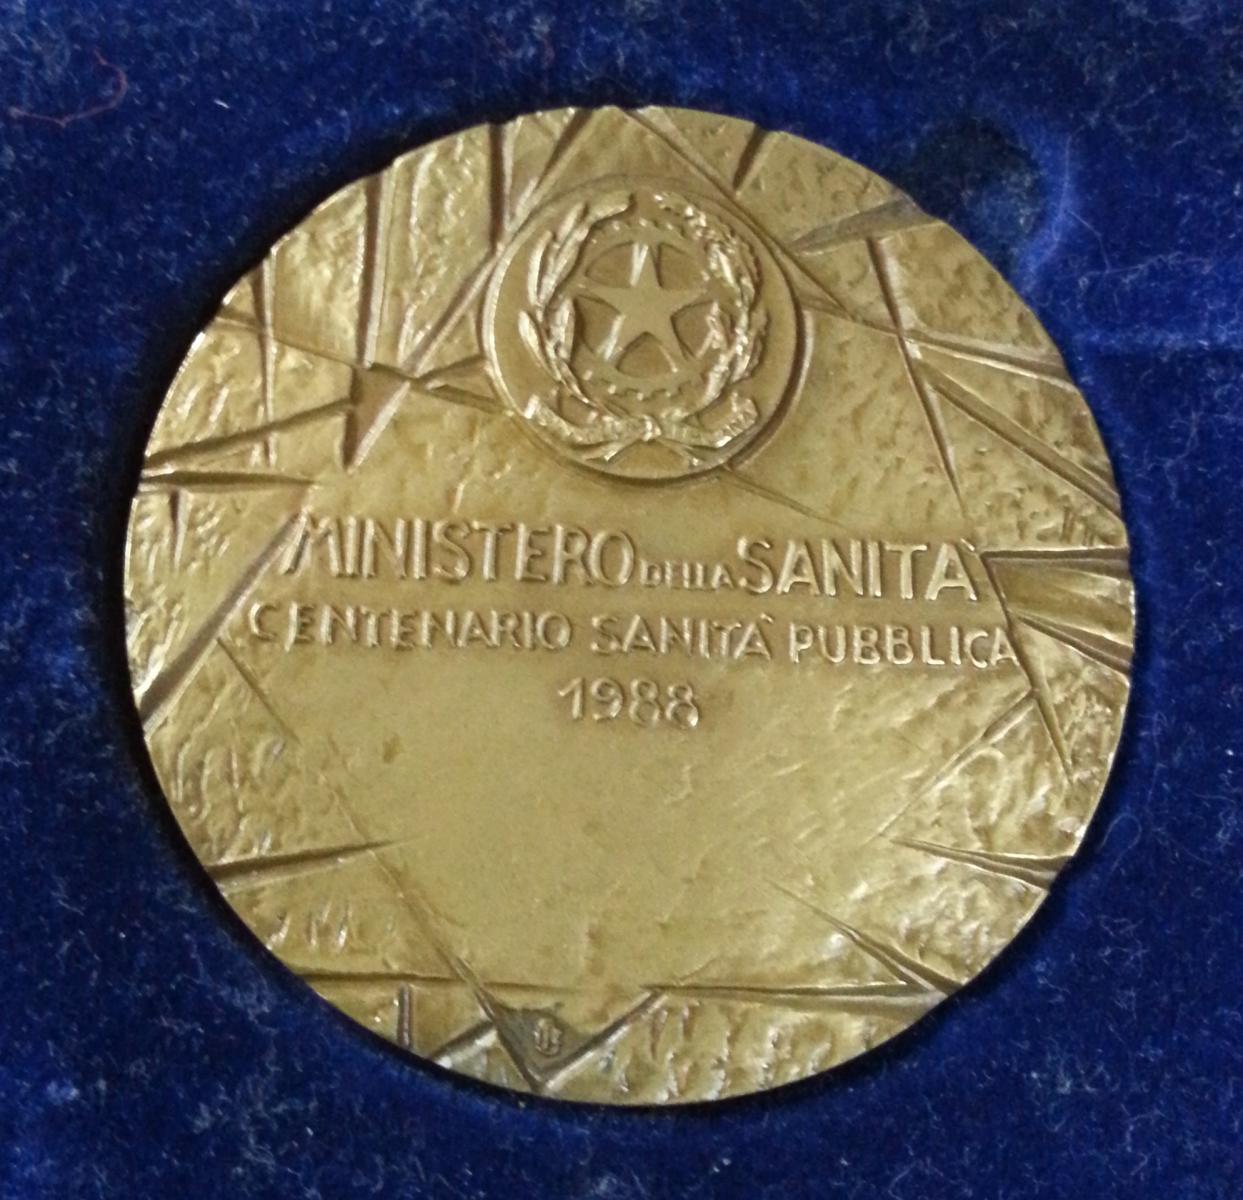 MINISTERO DELLA SANITÀ
CENTENARIO SANITÀ PUBBLICA
1988